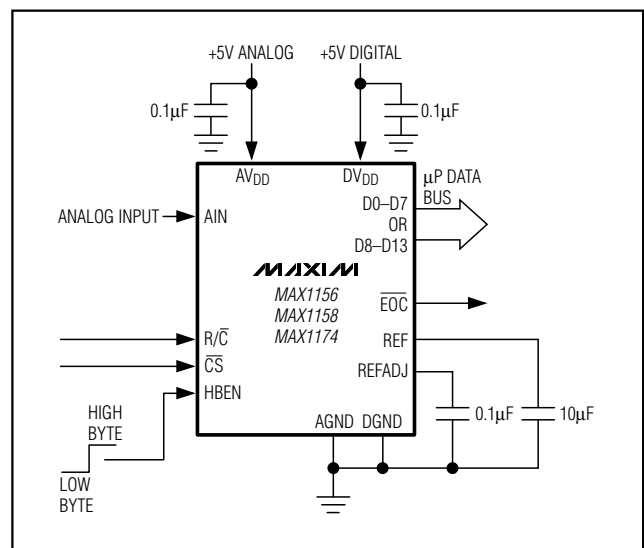 +5V ANALOG
+5V DIGITAL
0.1μF
0.1μF
AVDD
DVDD
μP DATA
BUS
D0–D7
OR
D8–D13
ANALOG INPUT
AIN
MAXIM
MAX1156
MAX1158
MAX1174
EOC
R/C
REF
CS
REFADJ
HBEN
HIGH
BYTE
0.1μF
10μF
AGND
DGND
LOW
BYTE